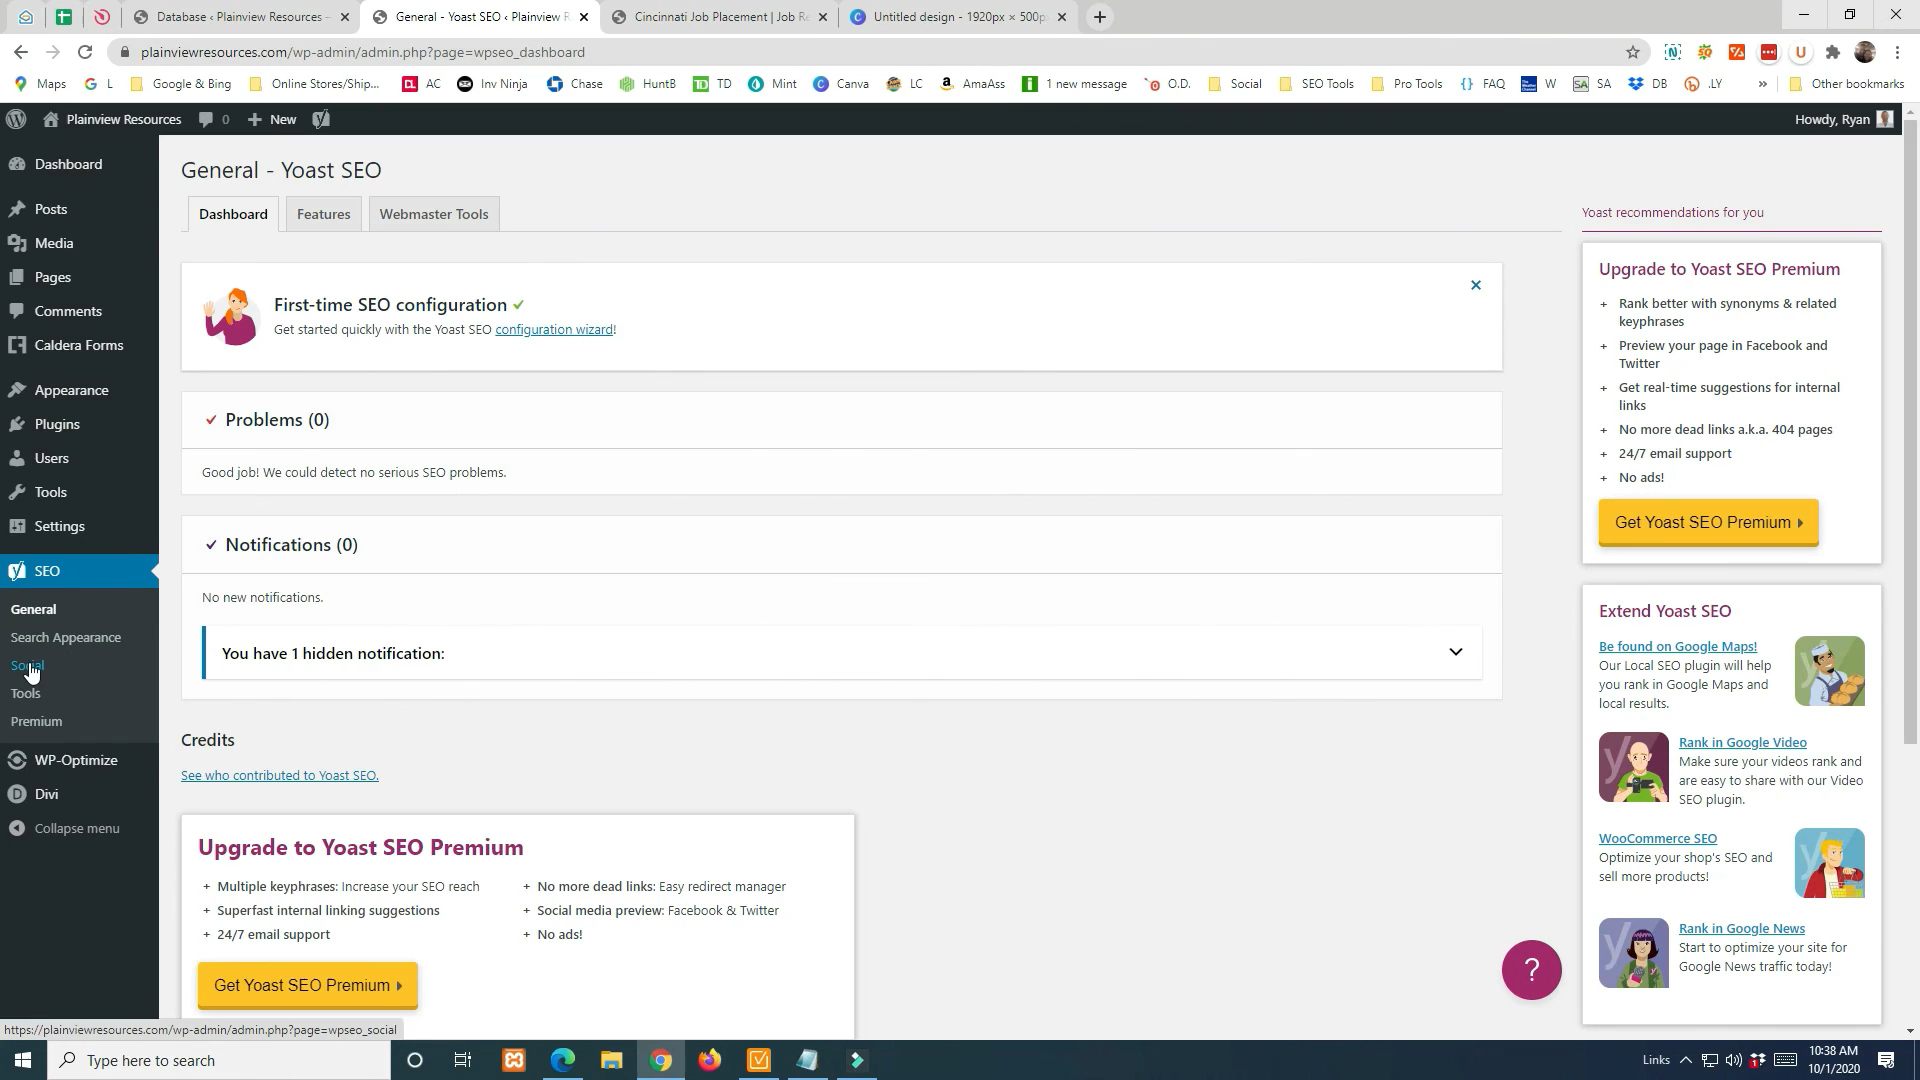 Database ‹ Plainview Resources —
General - Yoast SEO ‹ Plainview R
Cincinnati Job Placement | Job Re
Untitled design - 1920px × 500px
plainviewresources.com/wp-admin/admin.php?page=wpseo_dashboard
Maps
L
Google & Bing
Online Stores/Ship...
AC
Inv Ninja
Chase
HuntB
TD
Mint
Canva
LC
AmaAss
1 new message
O.D.
Social
SEO Tools
Pro Tools
FAQ
W
SA
DB
.LY
»
Other bookmarks
Plainview Resources
0
New
Howdy, Ryan
Dashboard
Posts
Media
Pages
Comments
Caldera Forms
Appearance
Plugins
Users
Tools
Settings
SEO
General
Search Appearance
Social
Tools
Premium
WP-Optimize
Divi
Collapse menu
General - Yoast SEO
Dashboard
Features
Webmaster Tools
First-time SEO configuration
Get started quickly with the Yoast SEO configuration wizard!
Problems (0)
Good job! We could detect no serious SEO problems.
Notifications (0)
No new notifications.
You have 1 hidden notification:
Credits
See who contributed to Yoast SEO.
Upgrade to Yoast SEO Premium
+ Multiple keyphrases: Increase your SEO reach
+ Superfast internal linking suggestions
+ 24/7 email support
+ No more dead links: Easy redirect manager
+ Social media preview: Facebook & Twitter
+ No ads!
Get Yoast SEO Premium
Yoast recommendations for you
Upgrade to Yoast SEO Premium
+ Rank better with synonyms & related
keyphrases
+ Preview your page in Facebook and
Twitter
+ Get real-time suggestions for internal
links
+ No more dead links a.k.a. 404 pages
+ 24/7 email support
+ No ads!
Get Yoast SEO Premium
Extend Yoast SEO
Be found on Google Maps!
Our Local SEO plugin will help
you rank in Google Maps and
local results.
Rank in Google Video
Make sure your videos rank and
are easy to share with our Video
SEO plugin.
WooCommerce SEO
Optimize your shop's SEO and
sell more products!
Rank in Google News
Start to optimize your site for
Google News traffic today!
?
https://plainviewresources.com/wp-admin/admin.php?page=wpseo_social
Type here to search
Links
10:38 AM
10/1/2020